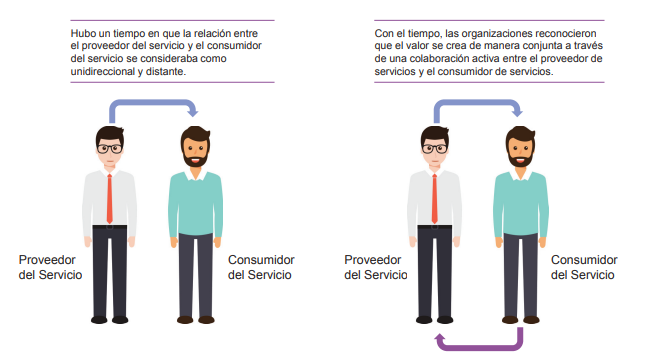 Hubo un tiempo en que la relación entre
el proveedor del servicio y el consumidor
del servicio se consideraba como
unidireccional y distante.
Con el tiempo, las organizaciones reconocieron
que el valor se crea de manera conjunta a través
de una colaboración activa entre el proveedor de
servicios y el consumidor de servicios.
Proveedor
del Servicio
Consumidor
del Servicio
Proveedor
del Servicio
Consumidor
del Servicio